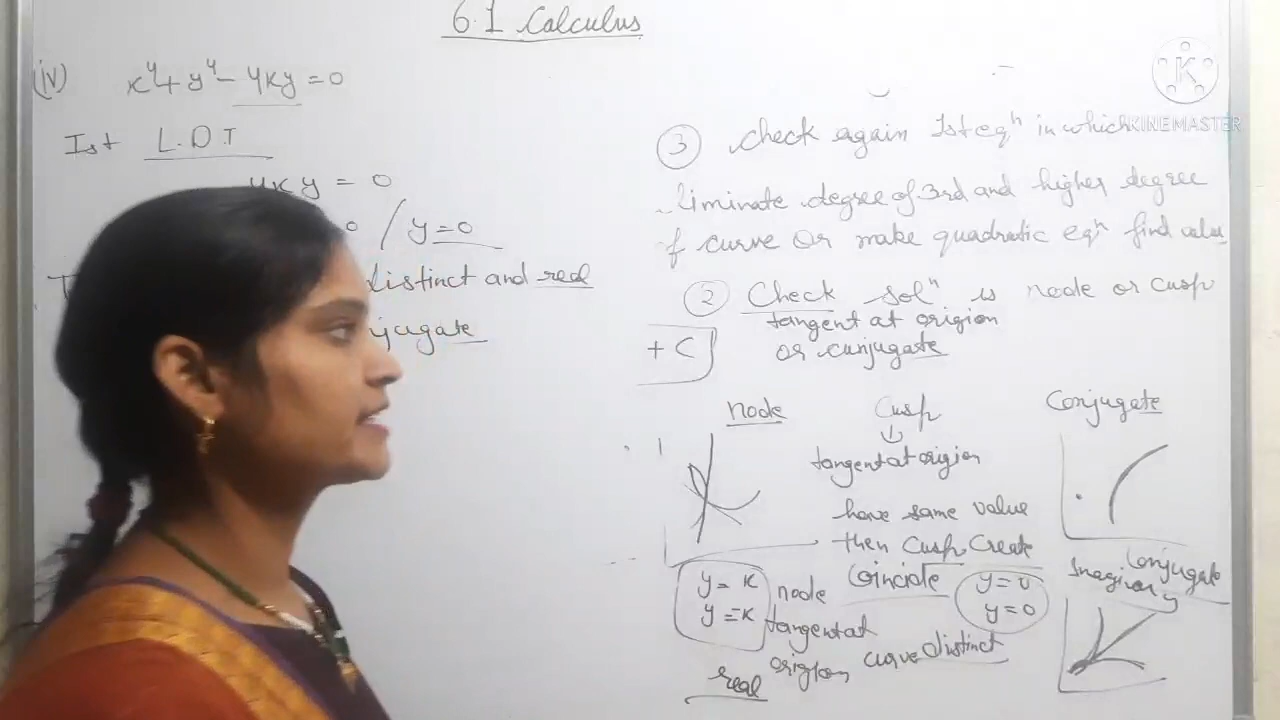 6.1 Calculus
(iv) x⁴ + y⁴ - 4xy = 0
Ist L.D.T
4xy = 0
0 / y = 0
T distinct and real
njugate
K
KINEMASTER
③ check again Ist eqⁿ in which
liminate degree of 3rd and higher degree
f curve Or make quadratic eqⁿ find value
② Check solⁿ is node or cusp
tangent at origion
or conjugate
+ C
node
Cusp
tangent at origion
have same value
then Cusp Create
Coincide
y = 0
y = 0
y = x
y = x
node
tangent at
origion
real
curve distinct
Conjugate
Conjugate
Imaginary